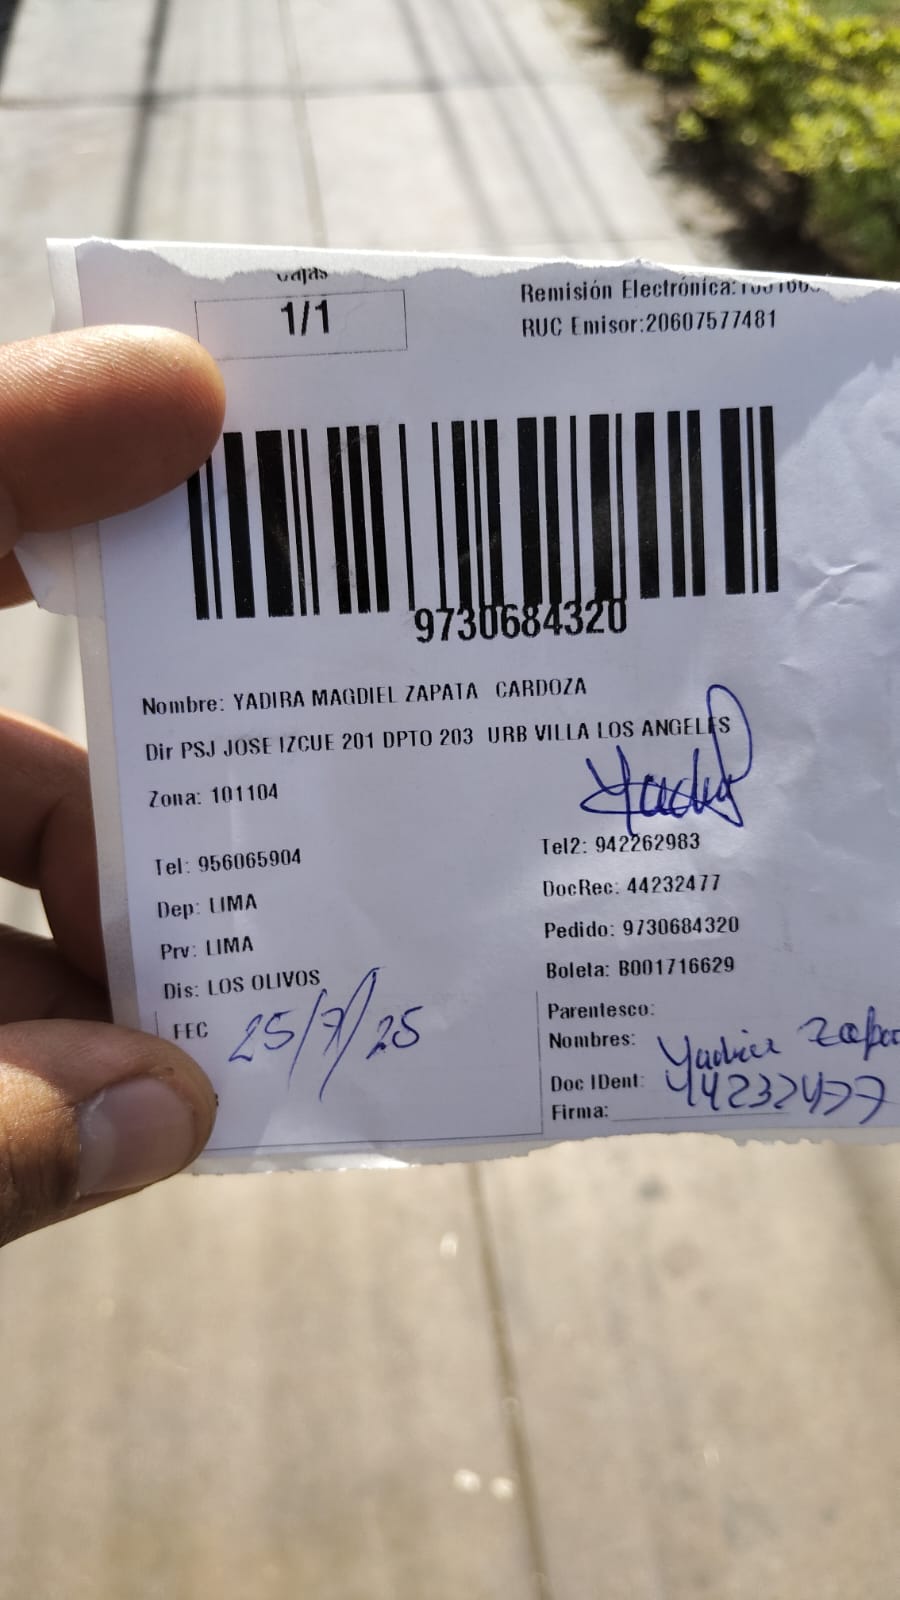 Cajas
1/1
Remisión Electrónica:
RUC Emisor:20607577481
9730684320
Nombre: YADIRA MAGDIEL ZAPATA CARDOZA
Dir PSJ JOSE IZCUE 201 DPTO 203 URB VILLA LOS ANGELES
Zona: 101104
Tel: 956065904
Tel2: 942262983
Dep: LIMA
DocRec: 44232477
Prv: LIMA
Pedido: 9730684320
Dis: LOS OLIVOS
Boleta: B001716629
FEC 25/7/25
Parentesco:
Nombres: Yadira
Doc IDent: 44232477
Firma: